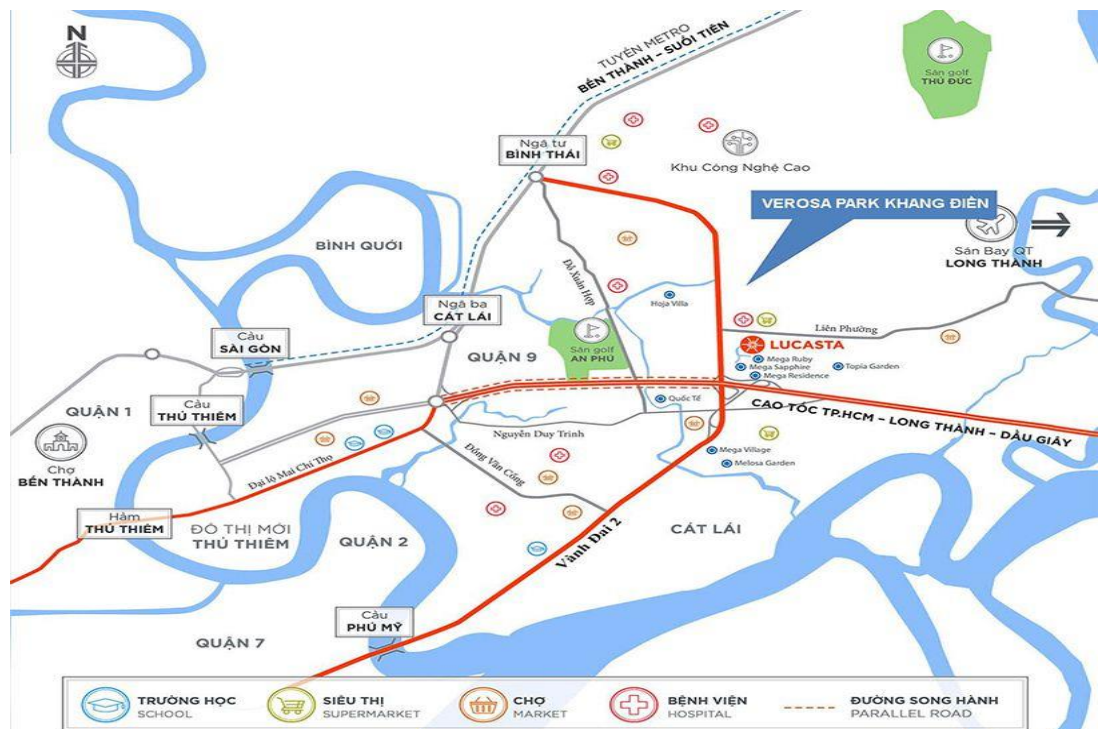 N
TUYẾN METRO
BẾN THÀNH - SUỐI TIÊN
Sân golf
THỦ ĐỨC
Ngã tư
BÌNH THÁI
Khu Công Nghệ Cao
VEROSA PARK KHANG ĐIỀN
Sân Bay QT
LONG THÀNH
BÌNH QUỚI
Đỗ Xuân Hợp
Hoja Villa
Ngã ba
CÁT LÁI
Cầu
SÀI GÒN
QUẬN 9
Sân golf
AN PHÚ
Liên Phường
LUCASTA
Mega Ruby
Mega Sapphire
Topia Garden
Mega Residence
QUẬN 1
Cầu
THỦ THIÊM
Quốc Tế
CAO TỐC TP.HCM - LONG THÀNH - DẦU GIÂY
Chợ
BẾN THÀNH
Nguyễn Duy Trinh
Đồng Văn Cống
Đại lộ Mai Chí Thọ
Mega Village
Melosa Garden
Hầm
THỦ THIÊM
ĐÔ THỊ MỚI
THỦ THIÊM
QUẬN 2
CÁT LÁI
Vành Đai 2
Cầu
PHÚ MỸ
QUẬN 7
TRƯỜNG HỌC
SCHOOL
SIÊU THỊ
SUPERMARKET
CHỢ
MARKET
BỆNH VIỆN
HOSPITAL
ĐƯỜNG SONG HÀNH
PARALLEL ROAD